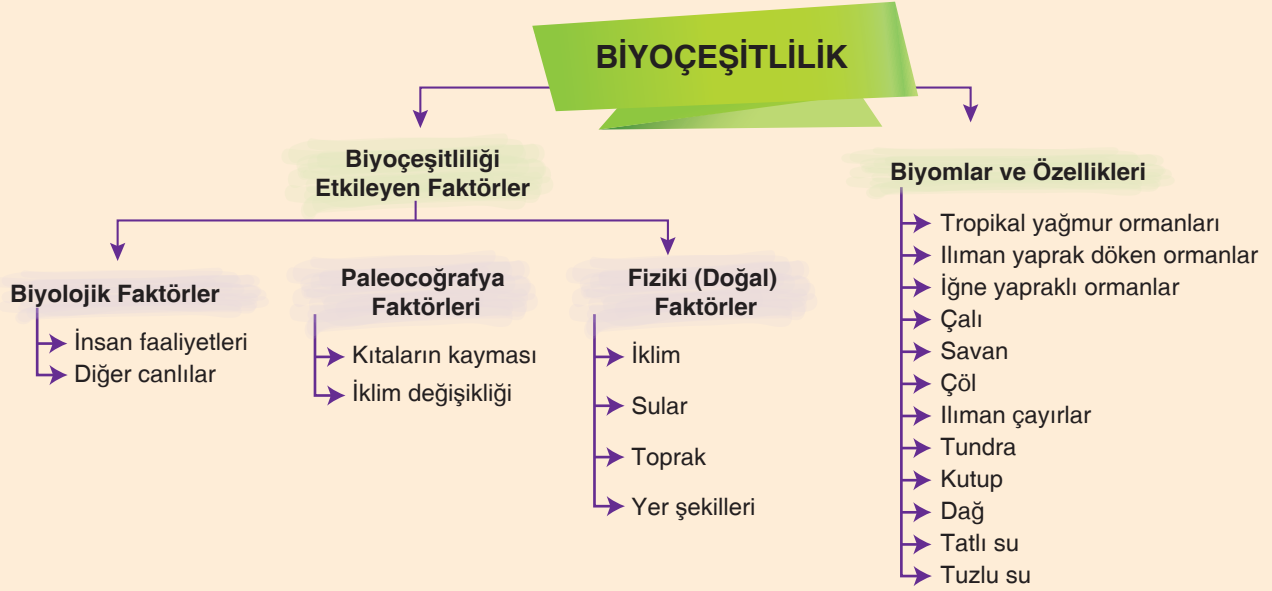 BİYOÇEŞİTLİLİK
Biyoçeşitliliği
Etkileyen Faktörler
Biyolojik Faktörler
İnsan faaliyetleri
Diğer canlılar
Paleocoğrafya
Faktörleri
Kıtaların kayması
İklim değişikliği
Fiziki (Doğal)
Faktörler
İklim
Sular
Toprak
Yer şekilleri
Biyomlar ve Özellikleri
Tropikal yağmur ormanları
Ilıman yaprak döken ormanlar
İğne yapraklı ormanlar
Çalı
Savan
Çöl
Ilıman çayırlar
Tundra
Kutup
Dağ
Tatlı su
Tuzlu su